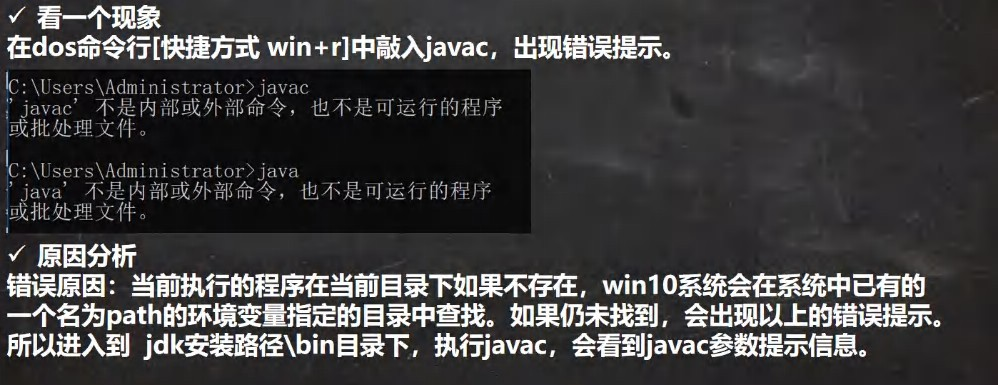 ✓ 看一个现象
在dos命令行[快捷方式 win+r]中敲入javac，出现错误提示。
C:\Users\Administrator>javac
'javac' 不是内部或外部命令，也不是可运行的程序
或批处理文件。
C:\Users\Administrator>java
'java' 不是内部或外部命令，也不是可运行的程序
或批处理文件。
✓ 原因分析
错误原因：当前执行的程序在当前目录下如果不存在，win10系统会在系统中已有的
一个名为path的环境变量指定的目录中查找。如果仍未找到，会出现以上的错误提示。
所以进入到 jdk安装路径\bin目录下，执行javac，会看到javac参数提示信息。